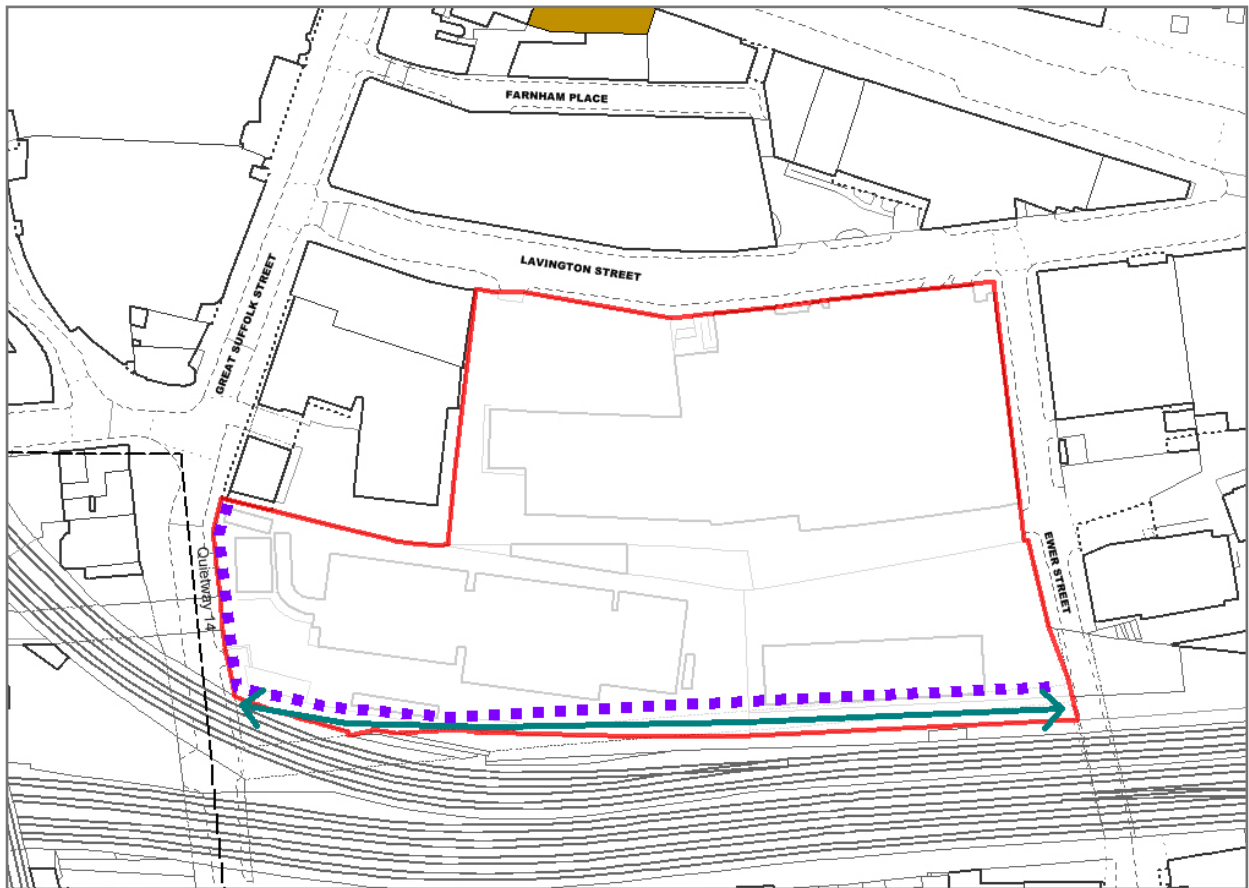 FARNHAM PLACE
LAVINGTON STREET
GREAT SUFFOLK STREET
Quietway 14
EWER STREET